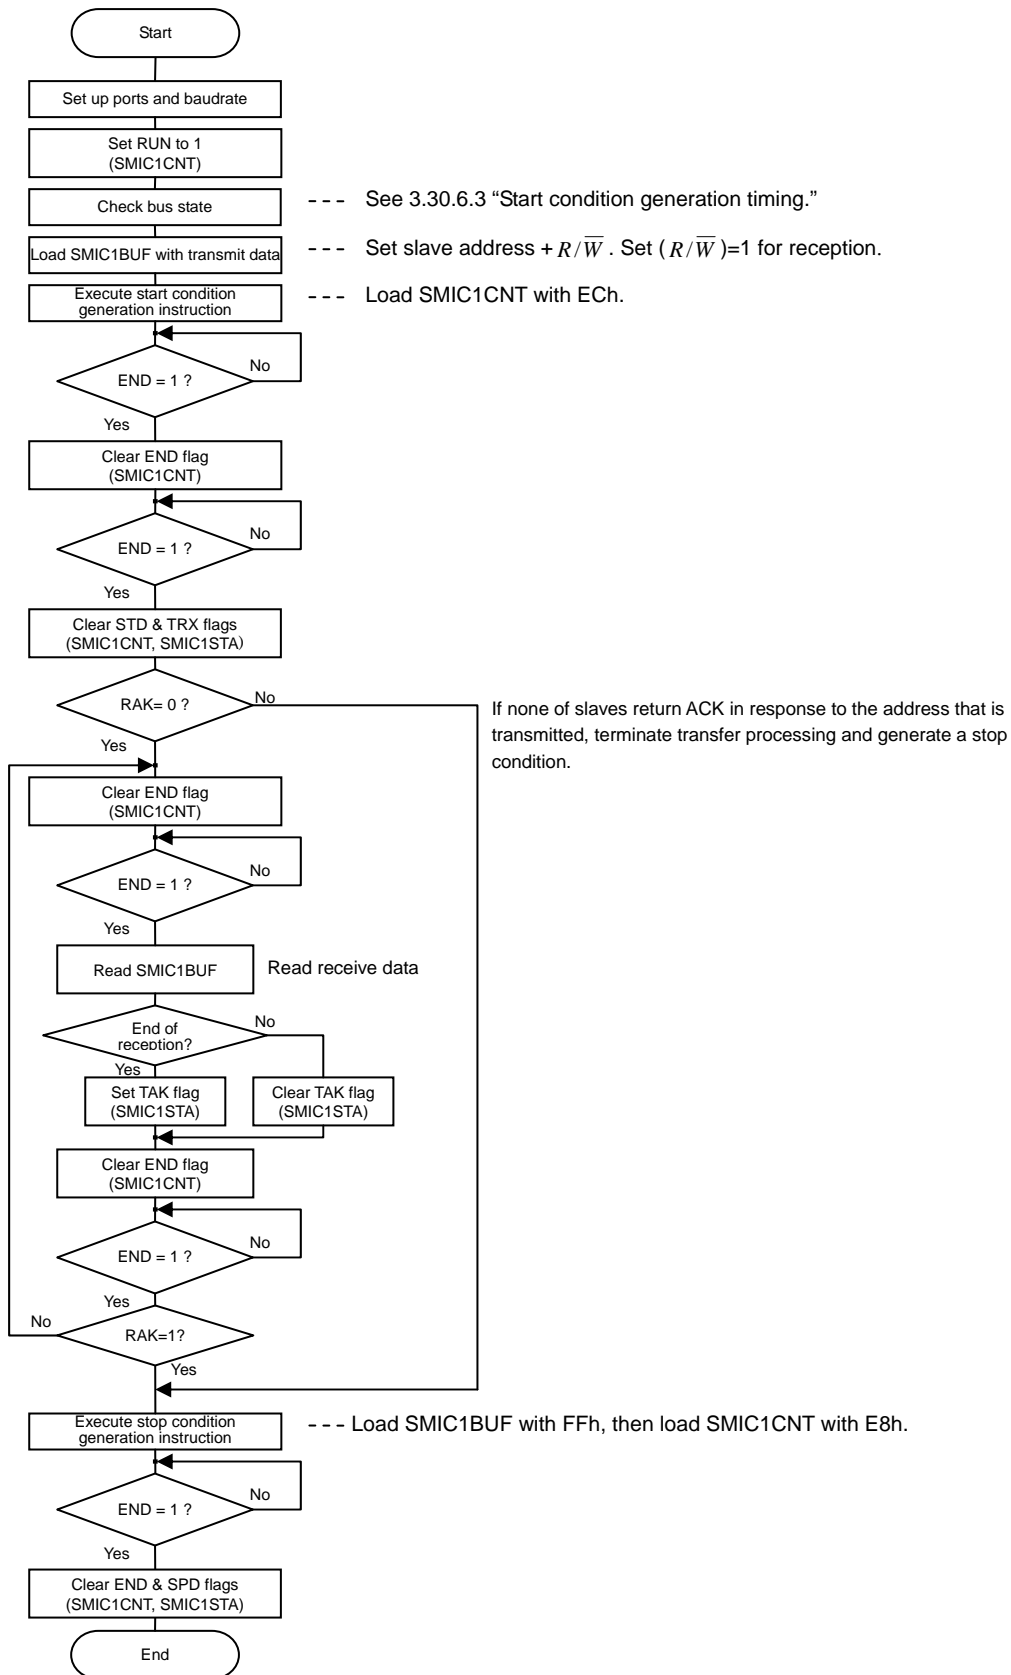 Start
Set up ports and baudrate
Set RUN to 1
(SMIC1CNT)
Check bus state
--- See 3.30.6.3 “Start condition generation timing.”
Load SMIC1BUF with transmit data
--- Set slave address + R/W̅ . Set ( R/W̅ )=1 for reception.
Execute start condition
generation instruction
--- Load SMIC1CNT with ECh.
END = 1 ?
No
Yes
Clear END flag
(SMIC1CNT)
END = 1 ?
No
Yes
Clear STD & TRX flags
(SMIC1CNT, SMIC1STA)
RAK= 0 ?
No
Yes
If none of slaves return ACK in response to the address that is
transmitted, terminate transfer processing and generate a stop
condition.
Clear END flag
(SMIC1CNT)
END = 1 ?
No
Yes
Read SMIC1BUF
Read receive data
End of
reception?
No
Yes
Set TAK flag
(SMIC1STA)
Clear TAK flag
(SMIC1STA)
Clear END flag
(SMIC1CNT)
END = 1 ?
No
Yes
RAK=1?
No
Yes
Execute stop condition
generation instruction
--- Load SMIC1BUF with FFh, then load SMIC1CNT with E8h.
END = 1 ?
No
Yes
Clear END & SPD flags
(SMIC1CNT, SMIC1STA)
End